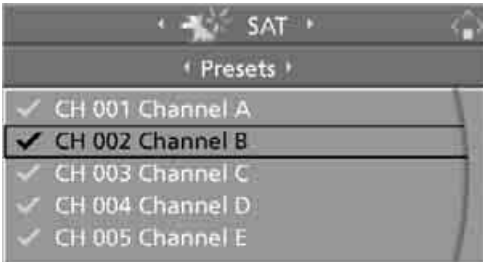 SAT
Presets
CH 001 Channel A
CH 002 Channel B
CH 003 Channel C
CH 004 Channel D
CH 005 Channel E